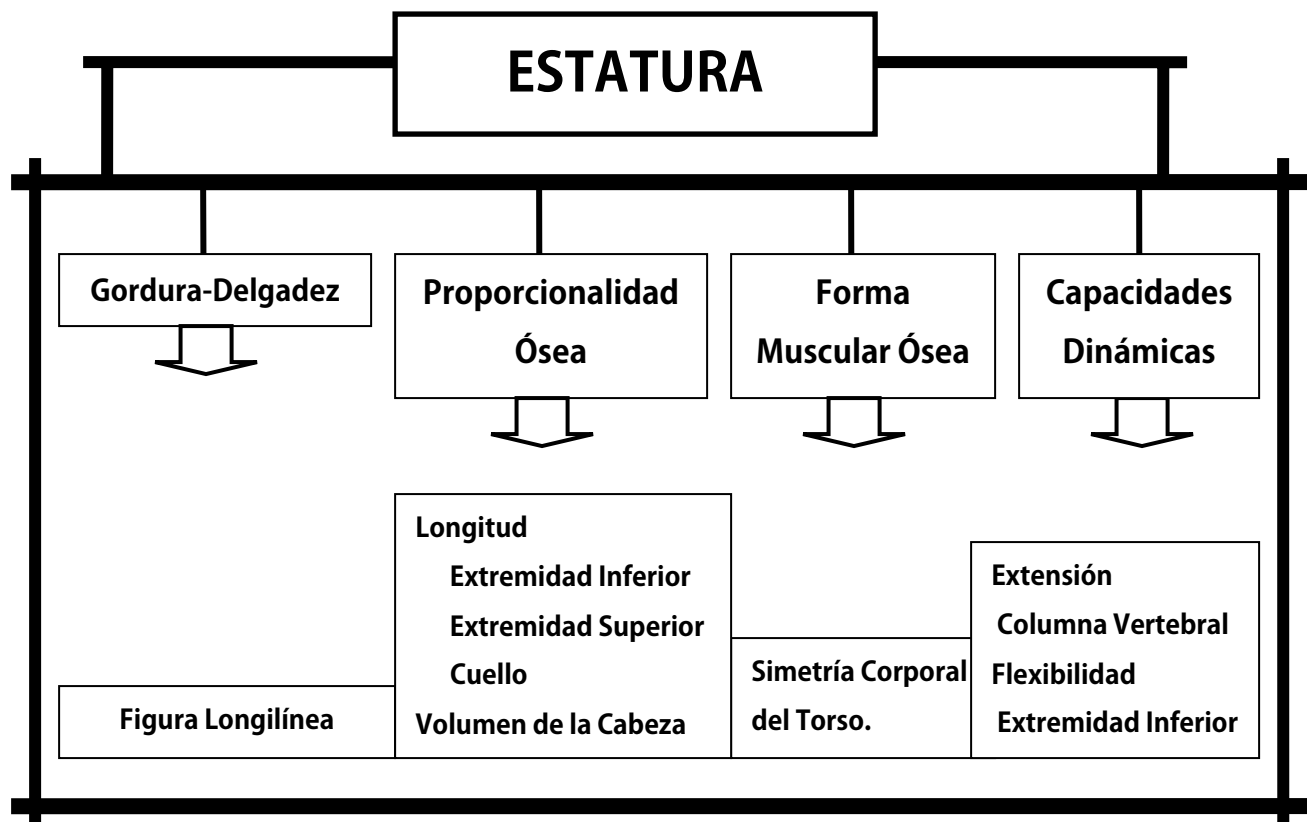 ESTATURA
Gordura-Delgadez
Proporcionalidad
Ósea
Forma
Muscular Ósea
Capacidades
Dinámicas
Figura Longilínea
Longitud
Extremidad Inferior
Extremidad Superior
Cuello
Volumen de la Cabeza
Simetría Corporal
del Torso.
Extensión
Columna Vertebral
Flexibilidad
Extremidad Inferior